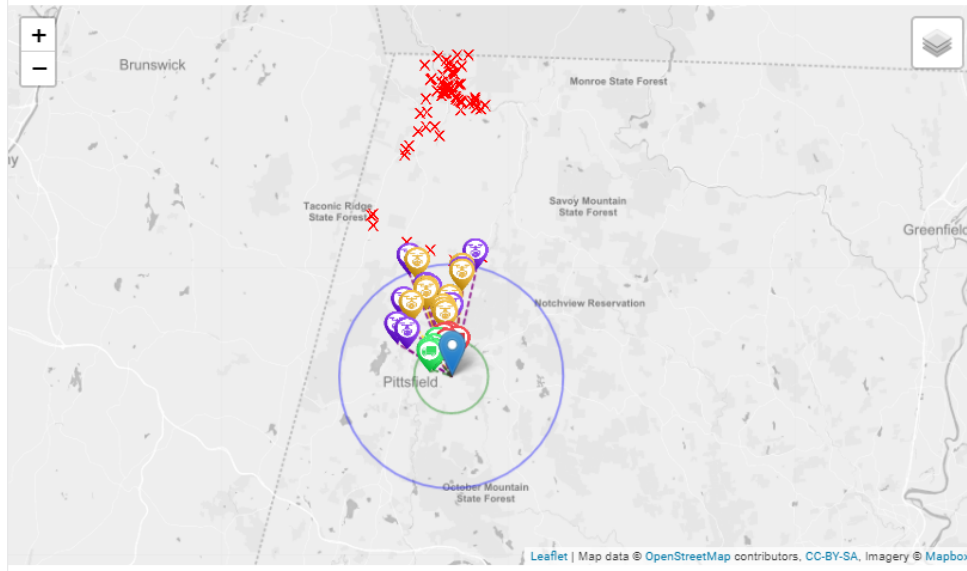 +
−
Brunswick
Monroe State Forest
Taconic Ridge
State Forest
Savoy Mountain
State Forest
Greenfield
Notchview Reservation
Pittsfield
October Mountain
State Forest
Leaflet | Map data © OpenStreetMap contributors, CC-BY-SA, Imagery © Mapbox